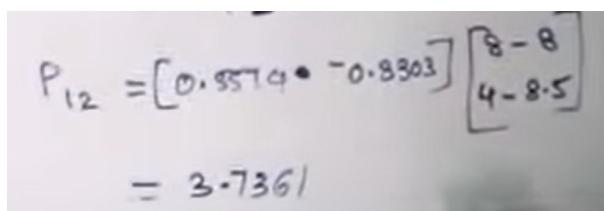 P12 = [0.5574 • -0.8303] [8 - 8
4 - 8.5]
= 3.7361